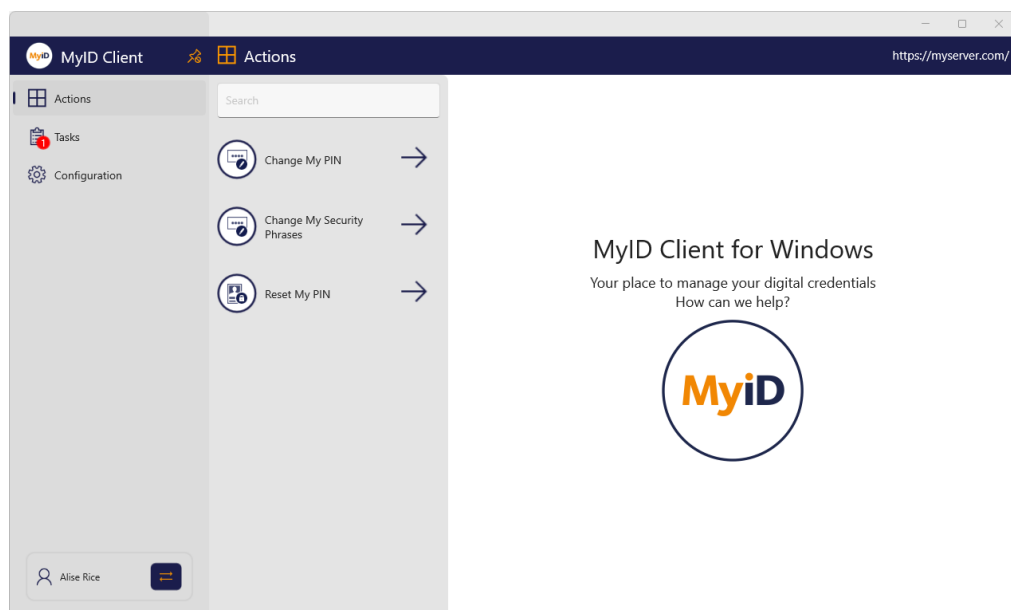 MyiD
MyID Client
Actions
https://myserver.com/
Actions
1
Tasks
Configuration
Search
Change My PIN
Change My Security
Phrases
Reset My PIN
MyID Client for Windows
Your place to manage your digital credentials
How can we help?
MyiD
Alise Rice